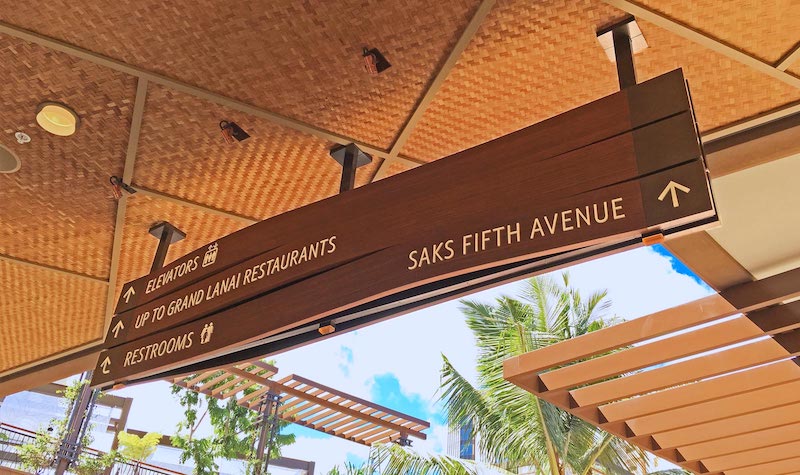 ELEVATORS
UP TO GRAND LANAI RESTAURANTS
RESTROOMS
SAKS FIFTH AVENUE